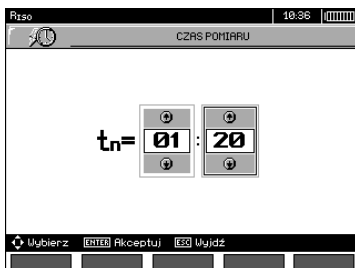 RISO 10:36
CZAS POMIARU
tn= 01 : 20
Wybierz ENTER Akceptuj ESC Wyjdź